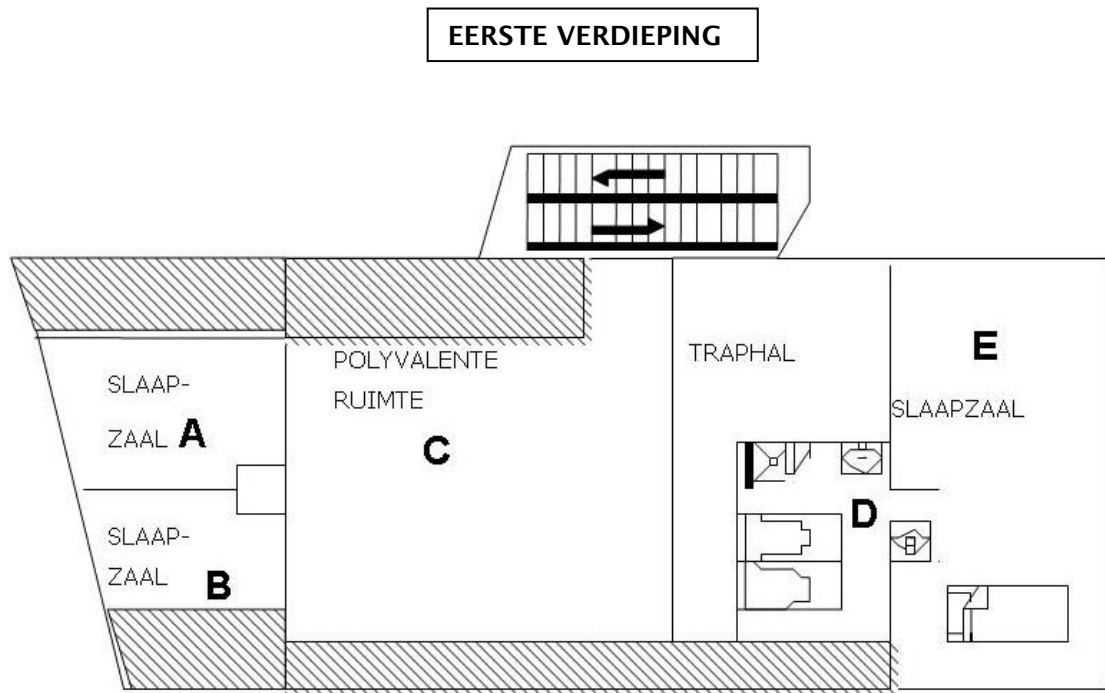 EERSTE VERDIEPING
POLYVALENTE
RUIMTE
C
TRAPHAL
E
SLAAPZAAL
SLAAP-
ZAAL A
D
SLAAP-
ZAAL B